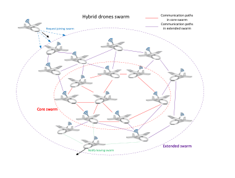 Hybrid drones swarm
Communication paths
in core swarm
Communication paths
in extended swarm
Core swarm
Extended swarm